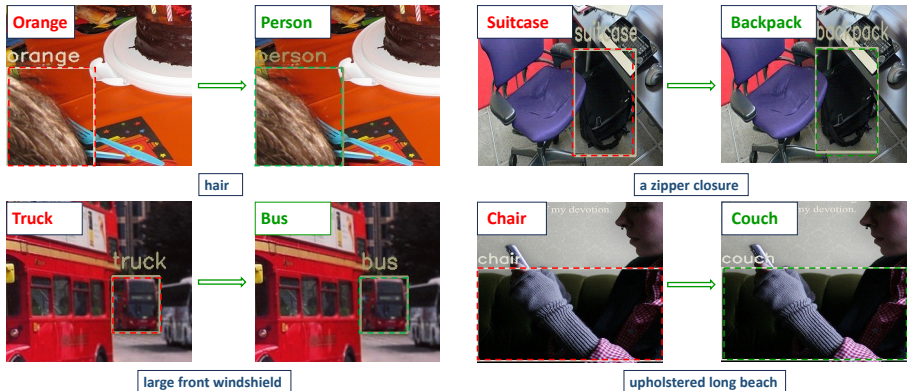 Orange
orange
Person
person
hair
Suitcase
suitcase
Backpack
backpack
a zipper closure
Truck
truck
Bus
bus
large front windshield
Chair
my devotion.
chair
Couch
my devotion.
couch
upholstered long beach